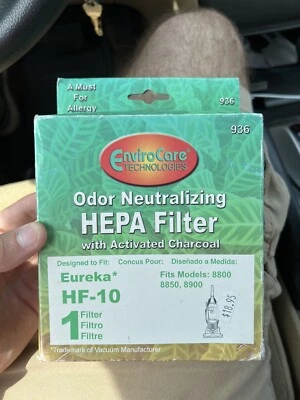 A Must
For
Allergy
936
936
EnviroCare
TECHNOLOGIES
Odor Neutralizing
HEPA Filter
with Activated Charcoal
Designed to Fit: Concus Pour: Diseñado a Medida:
Eureka*
HF-10
Fits Models: 8800
8850, 8900
1 Filter
Filtro
Filtre
$18.95
*Trademark of Vacuum Manufacturer